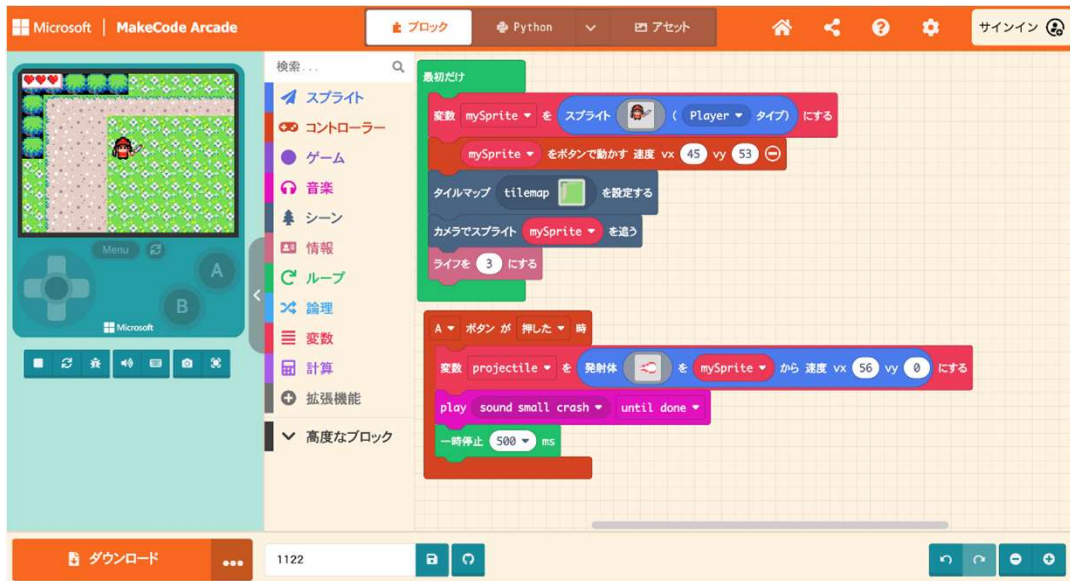 Microsoft | MakeCode Arcade
ブロック
Python
アセット
サインイン
検索...
スプライト
コントローラー
ゲーム
音楽
シーン
情報
ループ
論理
変数
計算
拡張機能
高度なブロック
Menu
A
B
Microsoft
最初だけ
変数 mySprite を スプライト ( Player タイプ) にする
mySprite をボタンで動かす 速度 vx 45 vy 53
タイルマップ tilemap を設定する
カメラでスプライト mySprite を追う
ライフを 3 にする
A ボタン が 押した 時
変数 projectile を 発射体 を mySprite から 速度 vx 56 vy 0 にする
play sound small crash until done
一時停止 500 ms
ダウンロード
1122